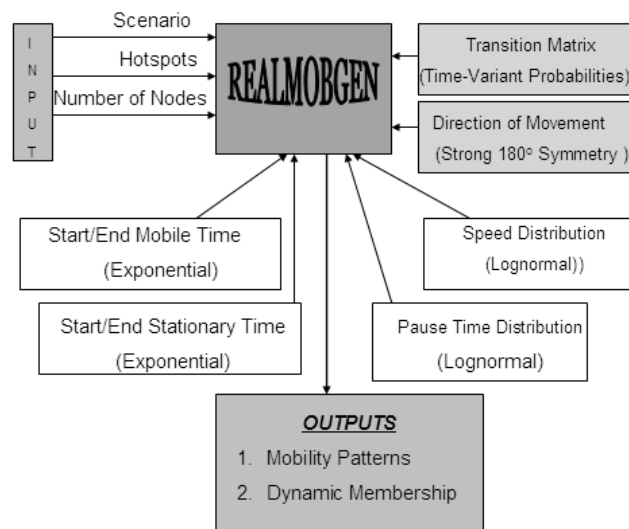 INPUT
Scenario
Hotspots
Number of Nodes
REALMOBGEN
Transition Matrix
(Time-Variant Probabilities)
Direction of Movement
(Strong 180º Symmetry )
Start/End Mobile Time
(Exponential)
Start/End Stationary Time
(Exponential)
Speed Distribution
(Lognormal))
Pause Time Distribution
(Lognormal)
OUTPUTS
1. Mobility Patterns
2. Dynamic Membership